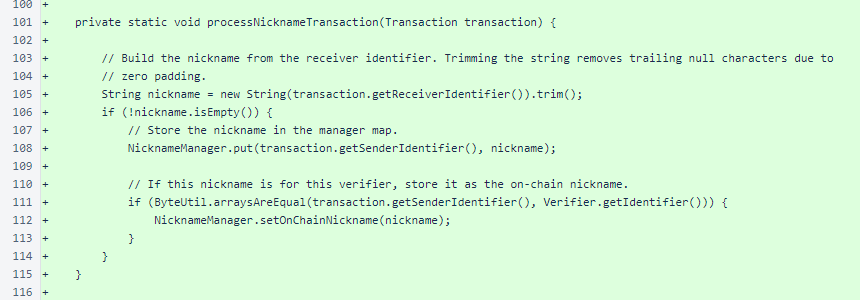 100 +
101 + private static void processNicknameTransaction(Transaction transaction) {
102 +
103 + // Build the nickname from the receiver identifier. Trimming the string removes trailing null characters due to
104 + // zero padding.
105 + String nickname = new String(transaction.getReceiverIdentifier()).trim();
106 + if (!nickname.isEmpty()) {
107 + // Store the nickname in the manager map.
108 + NicknameManager.put(transaction.getSenderIdentifier(), nickname);
109 +
110 + // If this nickname is for this verifier, store it as the on-chain nickname.
111 + if (ByteUtil.arraysAreEqual(transaction.getSenderIdentifier(), Verifier.getIdentifier())) {
112 + NicknameManager.setOnChainNickname(nickname);
113 + }
114 + }
115 + }
116 +